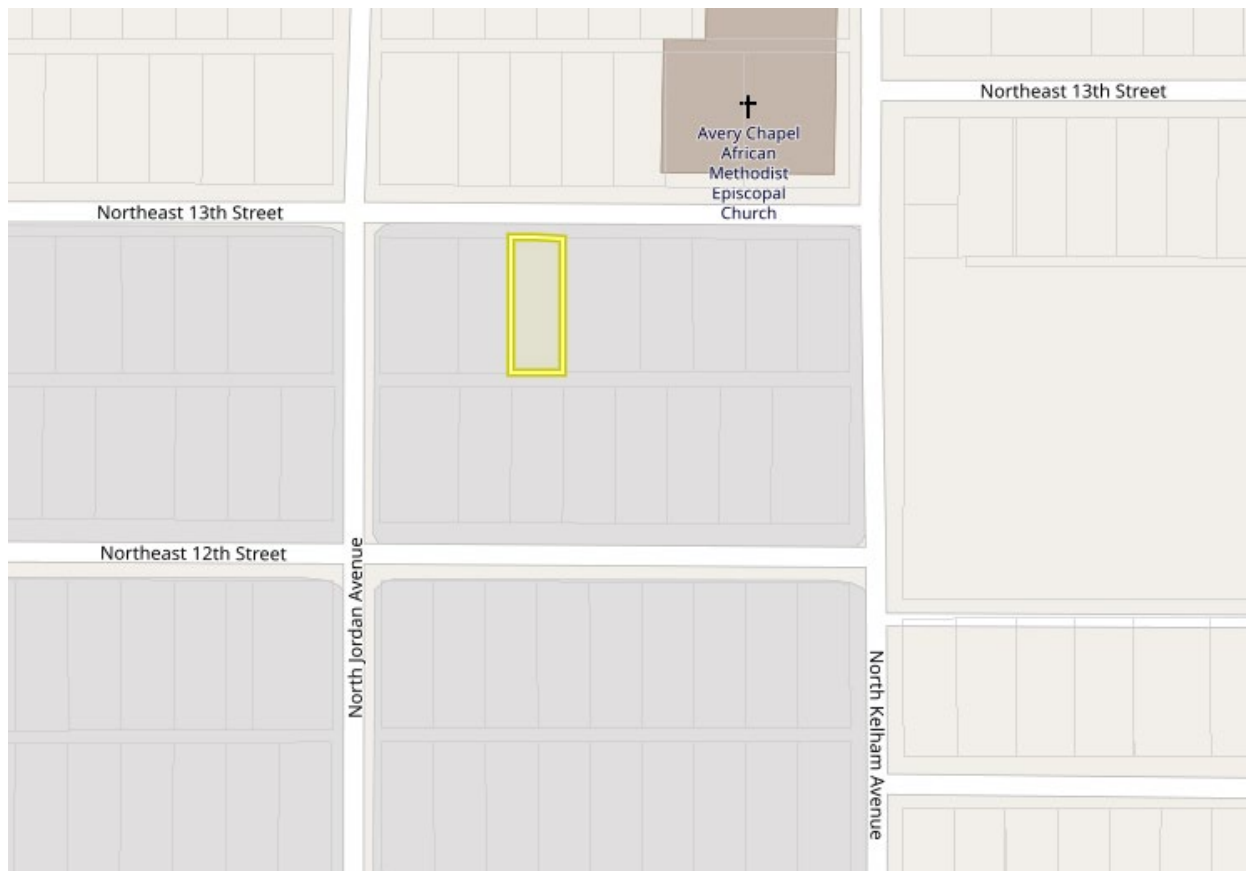 Northeast 13th Street
Avery Chapel
African
Methodist
Episcopal
Church
Northeast 13th Street
Northeast 12th Street
North Jordan Avenue
North Kelham Avenue